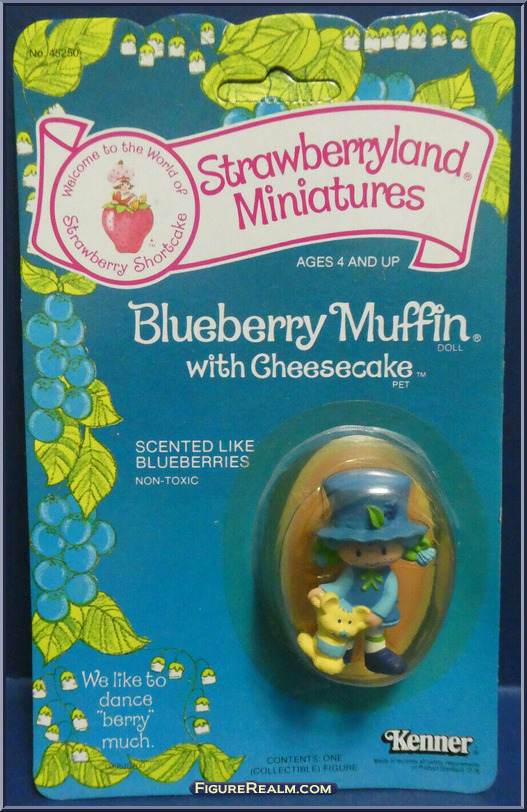 No. 45250
Welcome to the World of
Strawberry Shortcake
™
Strawberryland®
Miniatures
AGES 4 AND UP
Blueberry Muffin®
DOLL
with Cheesecake™
PET
SCENTED LIKE
BLUEBERRIES
NON-TOXIC
We like to
dance
"berry"
much.
Kenner
CONTENTS: ONE
(COLLECTIBLE) FIGURE
FIGUREREALM.COM